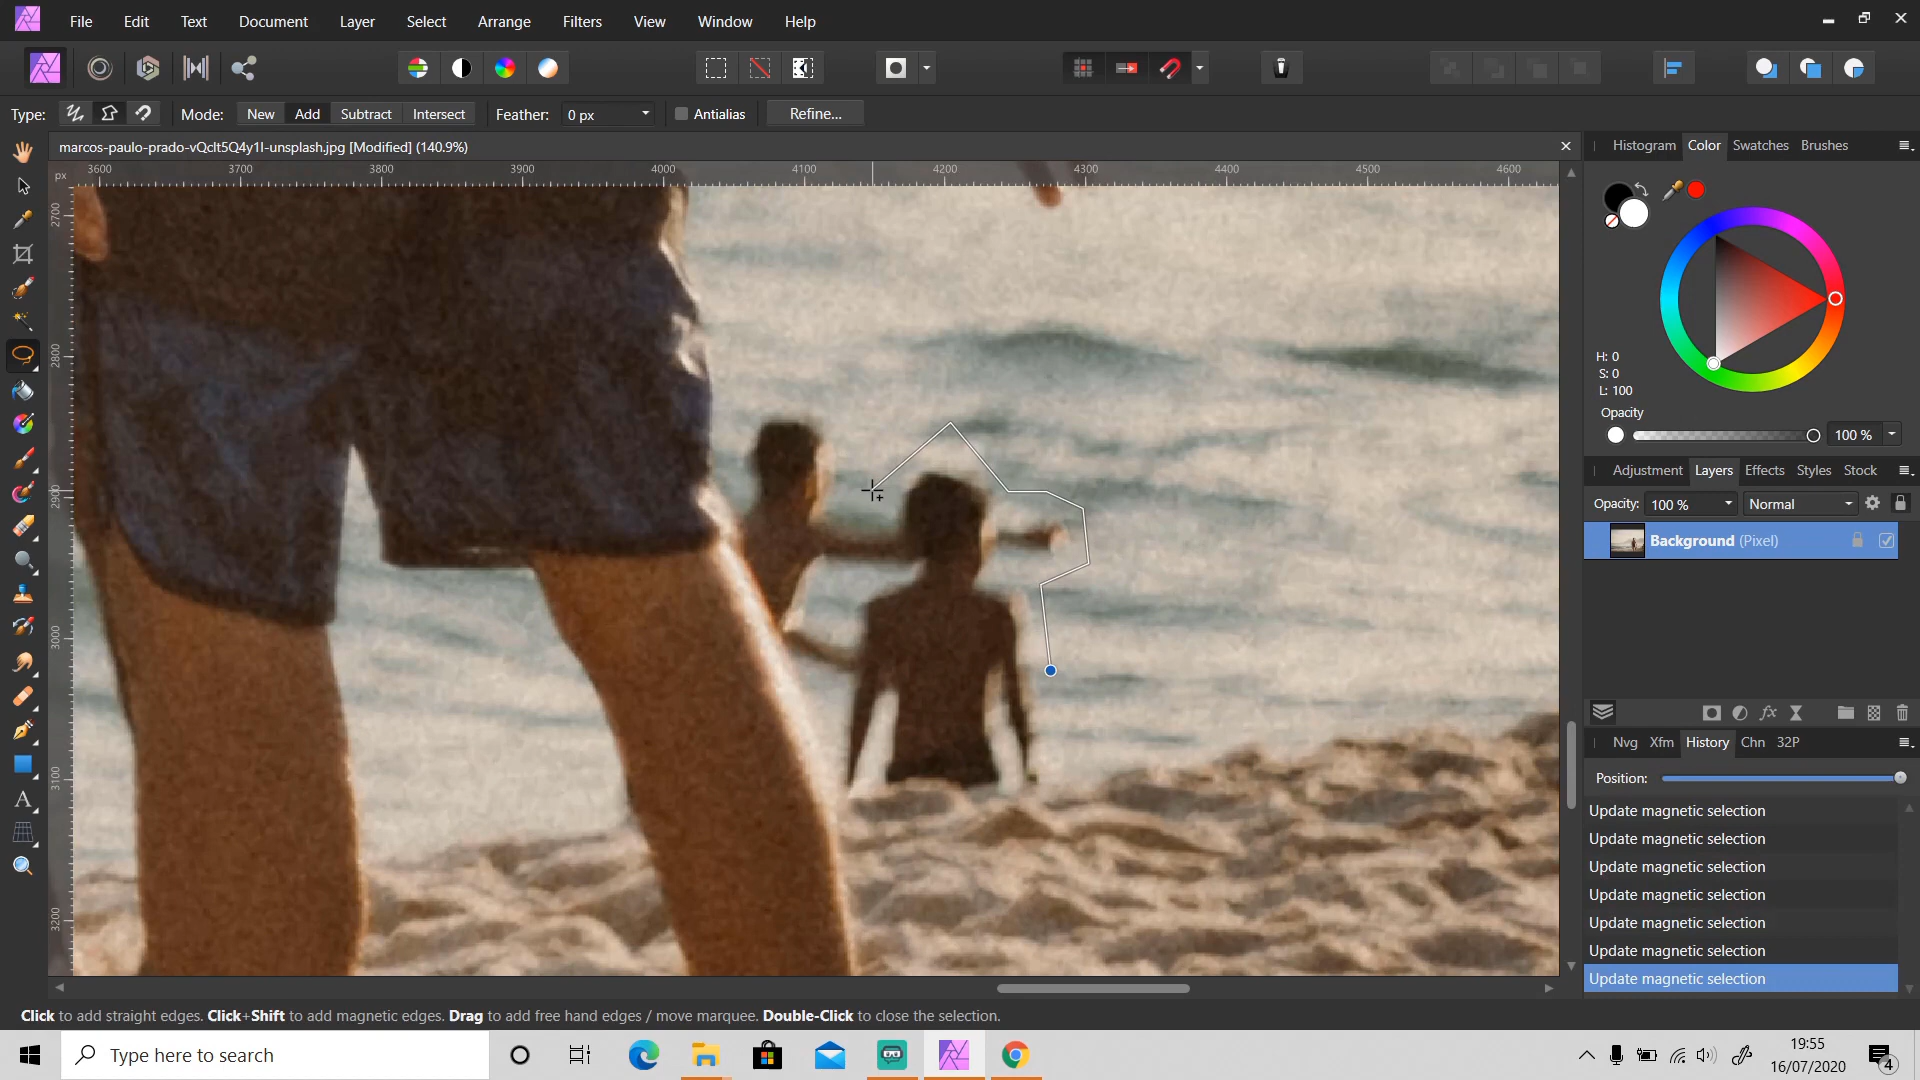 File Edit Text Document Layer Select Arrange Filters View Window Help
Type: Mode: New Add Subtract Intersect Feather: 0 px Antialias Refine...
marcos-paulo-prado-vQclt5Q4y1I-unsplash.jpg [Modified] (140.9%)
px 3600 3700 3800 3900 4000 4100 4200 4300 4400 4500 4600
2700
2800
2900
3000
3100
3200
Histogram Color Swatches Brushes
H: 0
S: 0
L: 100
Opacity
100 %
Adjustment Layers Effects Styles Stock
Opacity: 100 % Normal
Background (Pixel)
Nvg Xfm History Chn 32P
Position:
Update magnetic selection
Update magnetic selection
Update magnetic selection
Update magnetic selection
Update magnetic selection
Update magnetic selection
Update magnetic selection
Click to add straight edges. Click+Shift to add magnetic edges. Drag to add free hand edges / move marquee. Double-Click to close the selection.
Type here to search
19:55
16/07/2020
4